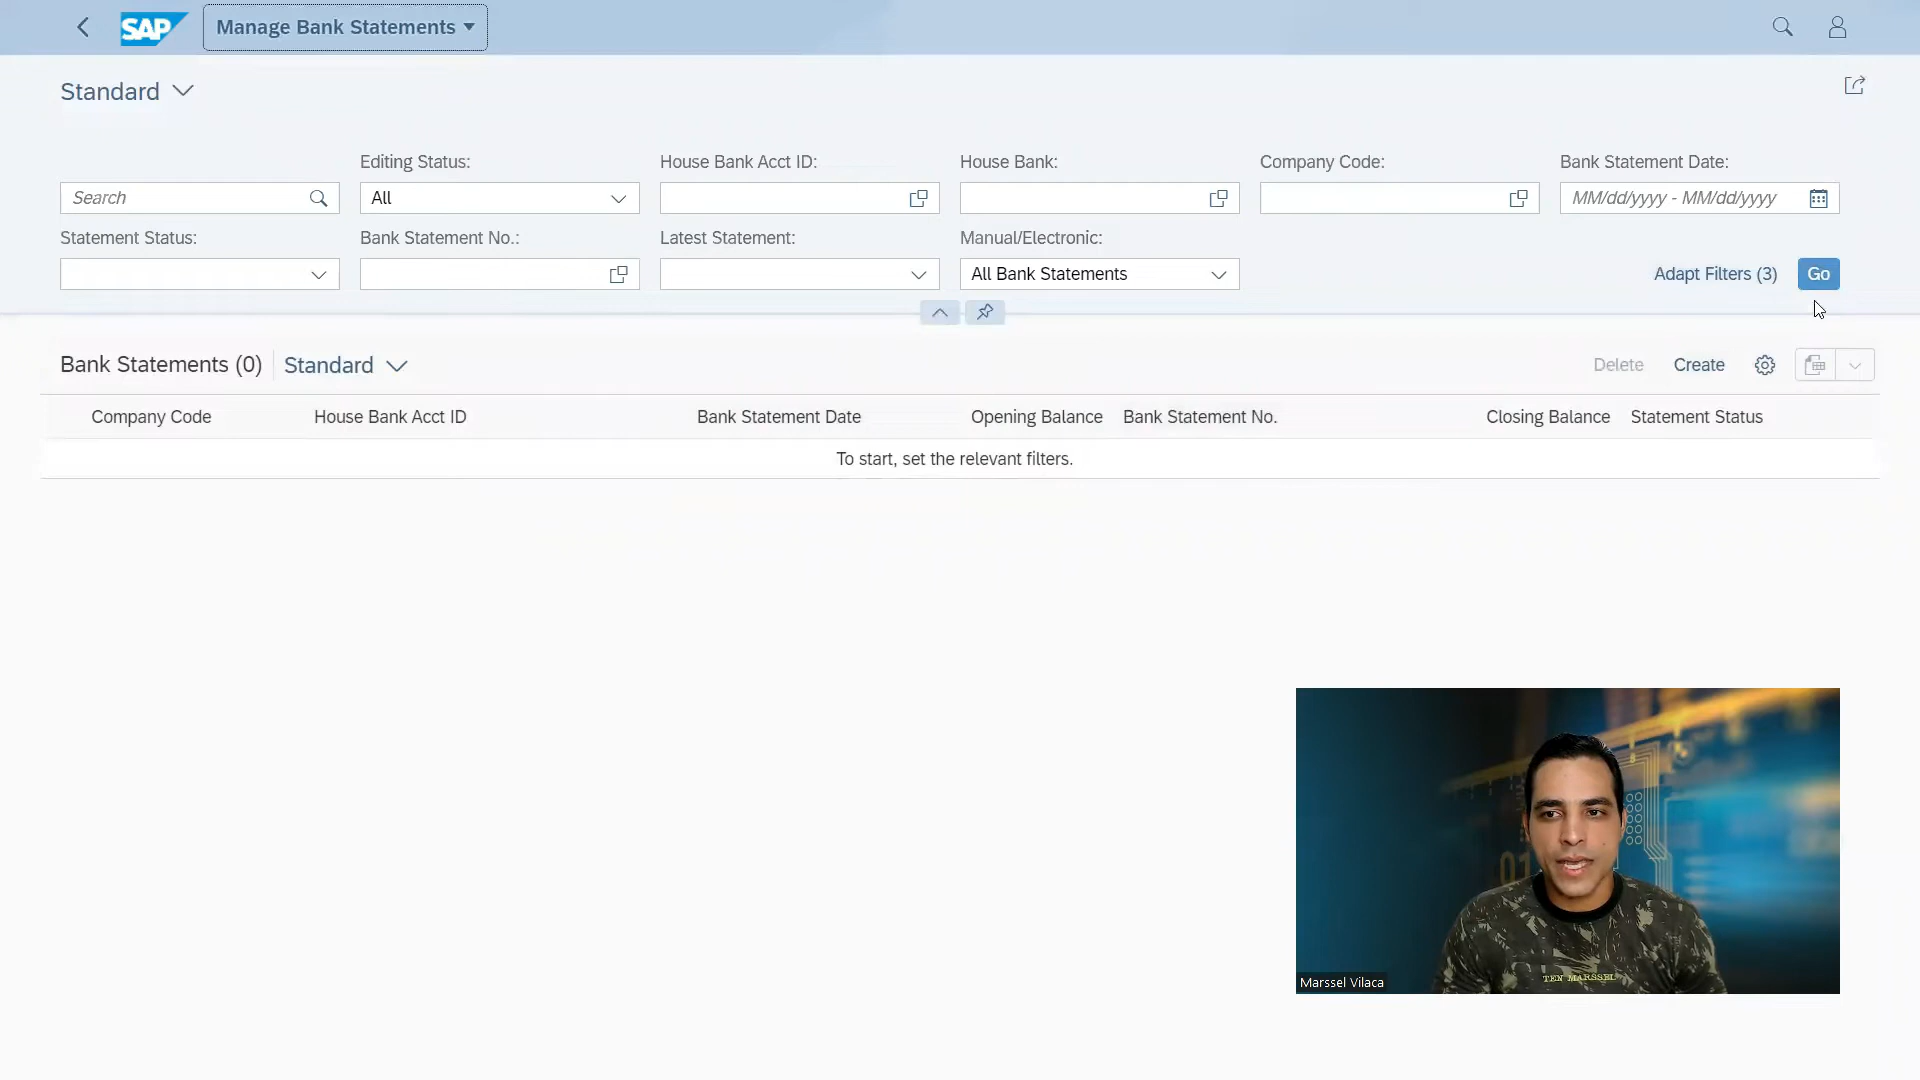 SAP Manage Bank Statements
Standard
Editing Status: House Bank Acct ID: House Bank: Company Code: Bank Statement Date:
Search All MM/dd/yyyy - MM/dd/yyyy
Statement Status: Bank Statement No.: Latest Statement: Manual/Electronic:
All Bank Statements Adapt Filters (3) Go
Bank Statements (0) Standard Delete Create
Company Code House Bank Acct ID Bank Statement Date Opening Balance Bank Statement No. Closing Balance Statement Status
To start, set the relevant filters.
01
TEN MARSSEL
Marssel Vilaca